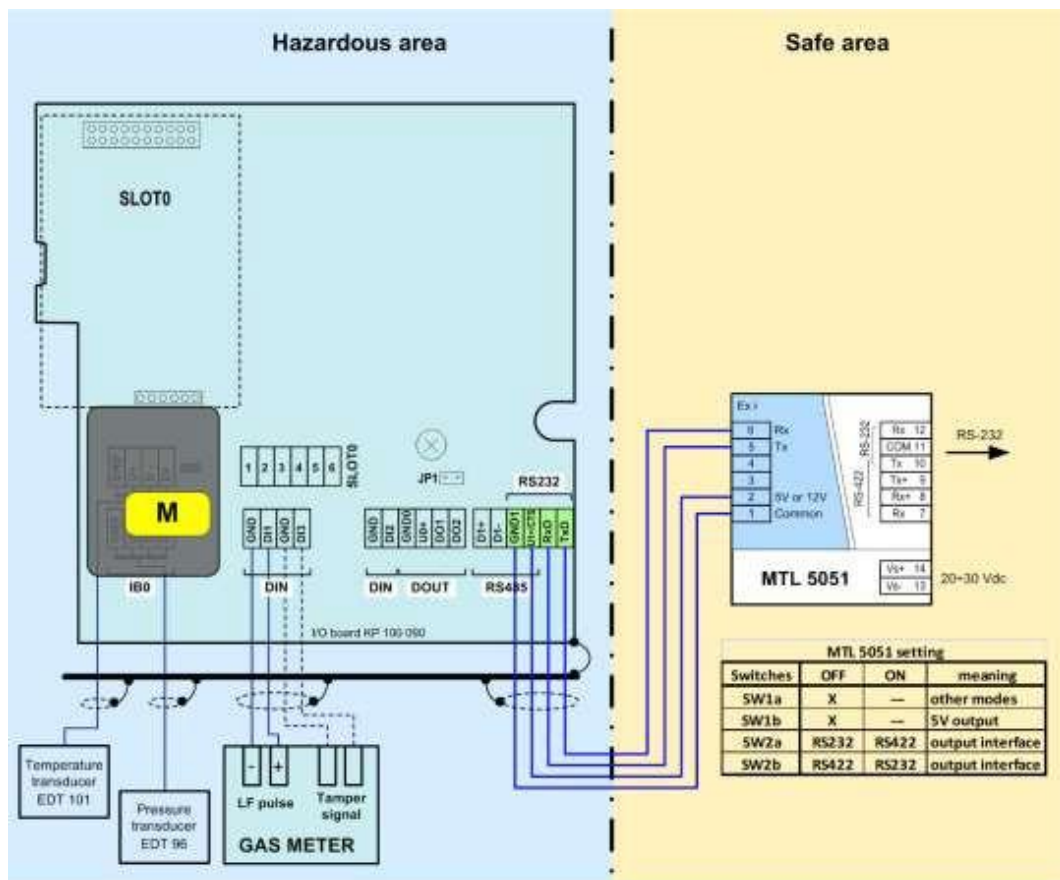 Hazardous area
Safe area
SLOT0
M
IB0
1 2 3 4 5 6
SLOT0
GND DI1 GND DI3
DIN
JP1
RS232
GND DI2 GND0 UD+ DO1 DO2
DIN DOUT
D1+ D1- GND1 RxD TxD
RS485
I/O board KP 106 090
Temperature
transducer
EDT 101
Pressure
transducer
EDT 96
- +
LF pulse
Tamper
signal
GAS METER
Ex.i
6 Rx
5 Tx
4
3
2 5V or 12V
1 Common
RS-232
RS-422
Rx 12
COM 11
Tx 10
Tx+ 9
Rx+ 8
Rx 7
RS-232
MTL 5051
Vs+ 14
Vs- 13
20÷30 Vdc
MTL 5051 setting
Switches OFF ON meaning
SW1a X — other modes
SW1b X — 5V output
SW2a RS232 RS422 output interface
SW2b RS422 RS232 output interface